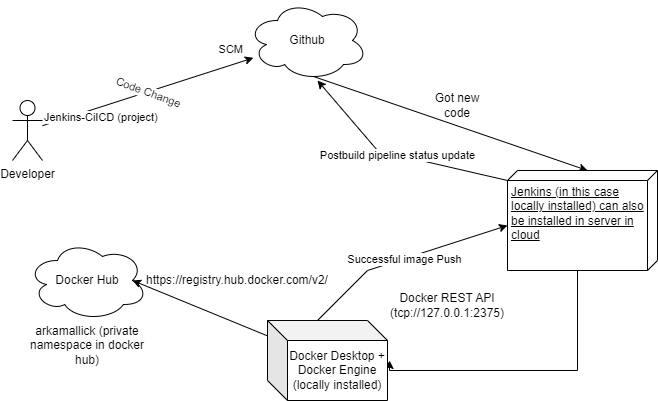 Github
SCM
Code Change
Got new
code
Jenkins-CiICD (project)
Developer
Postbuild pipeline status update
Jenkins (in this case
locally installed) can also
be installed in server in
cloud
Successful image Push
Docker Hub
https://registry.hub.docker.com/v2/
Docker REST API
(tcp://127.0.0.1:2375)
arkamallick (private
namespace in docker
hub)
Docker Desktop +
Docker Engine
(locally installed)